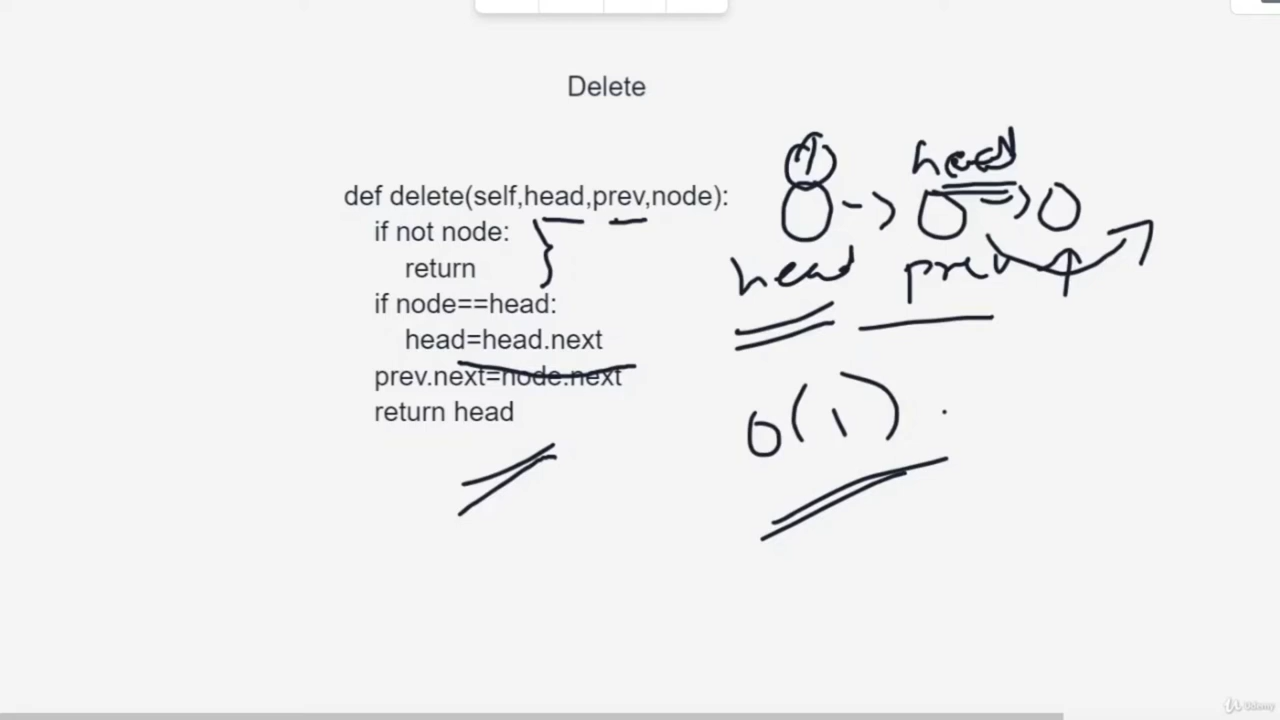 Delete
def delete(self,head,prev,node):
if not node:
return
if node==head:
head=head.next
prev.next=node.next
return head
head
head
prev
O(1)
Udemy